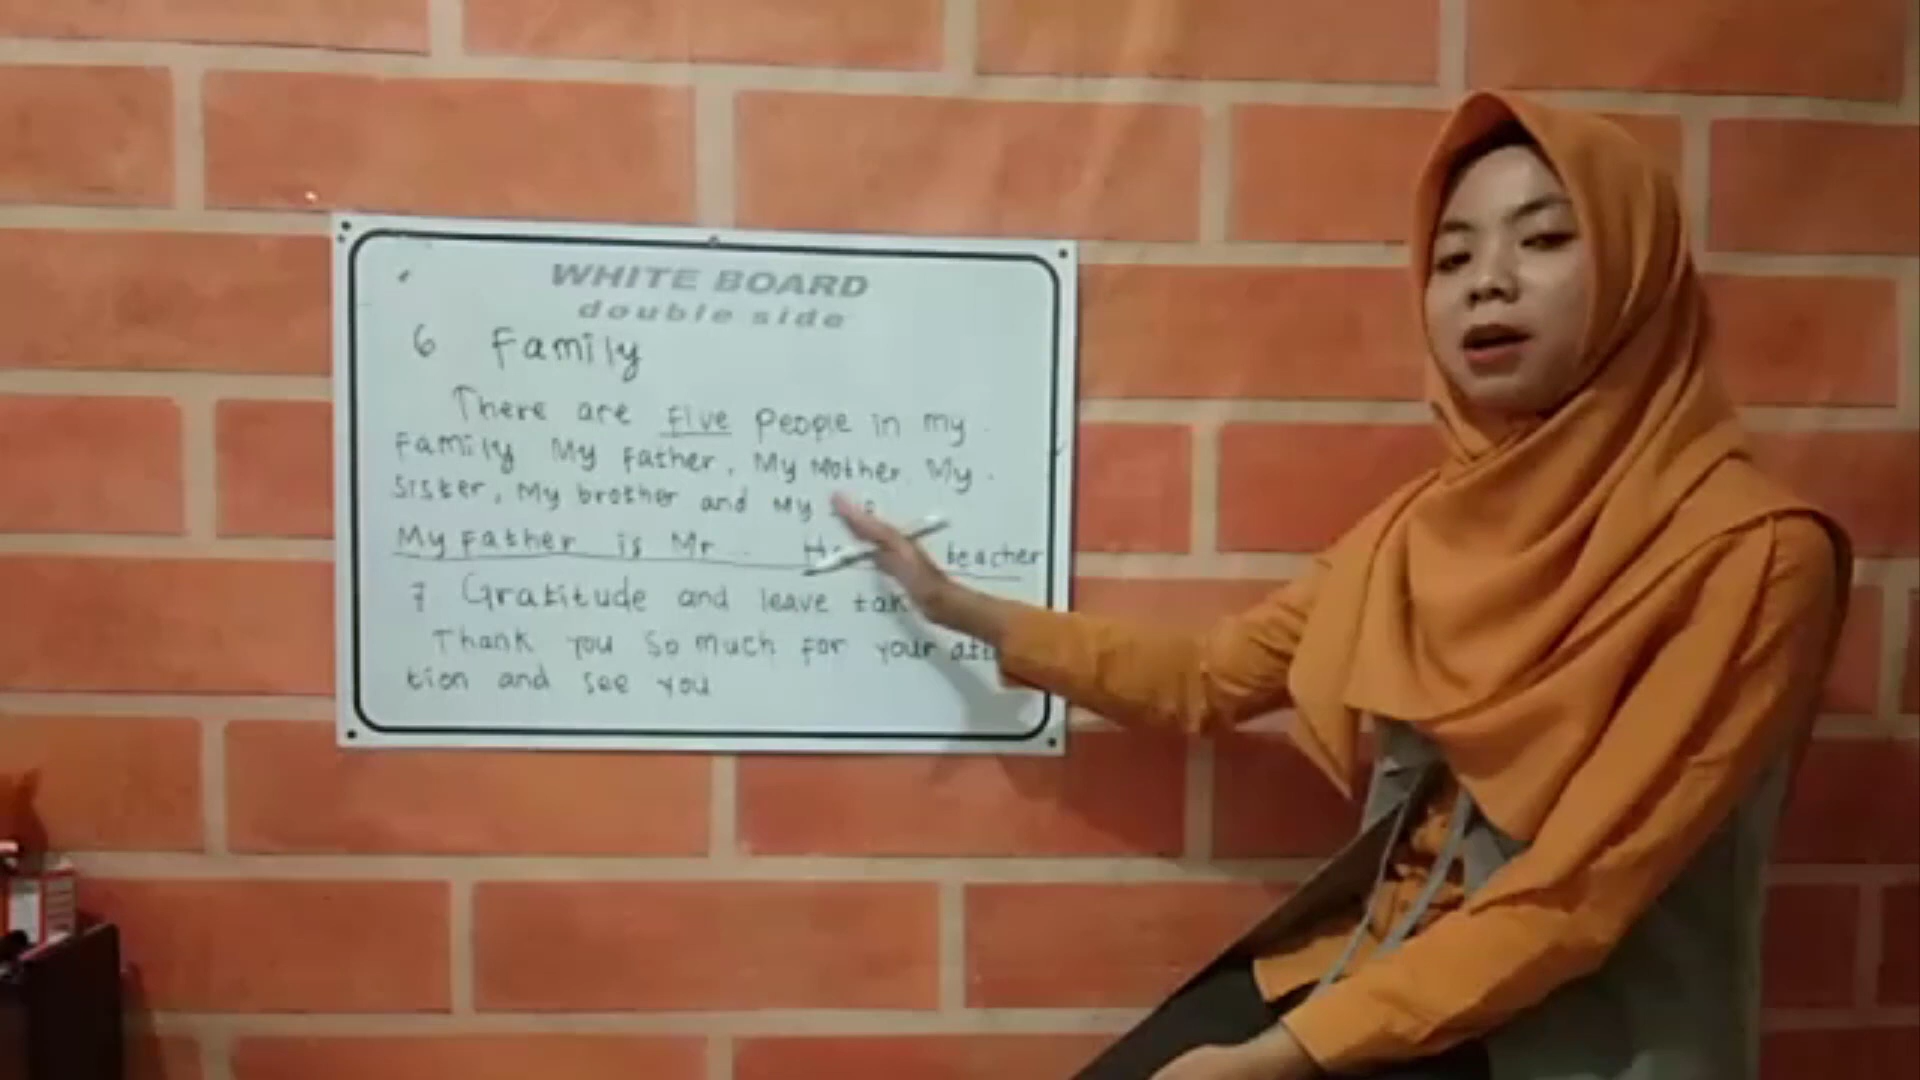 WHITE BOARD
double side
6 Family
There are five People in my
Family My Father, My Mother, My
Sister, My brother and My
My Father is Mr.. teacher
7 Gratitude and leave
Thank you so much for your
tion and see you